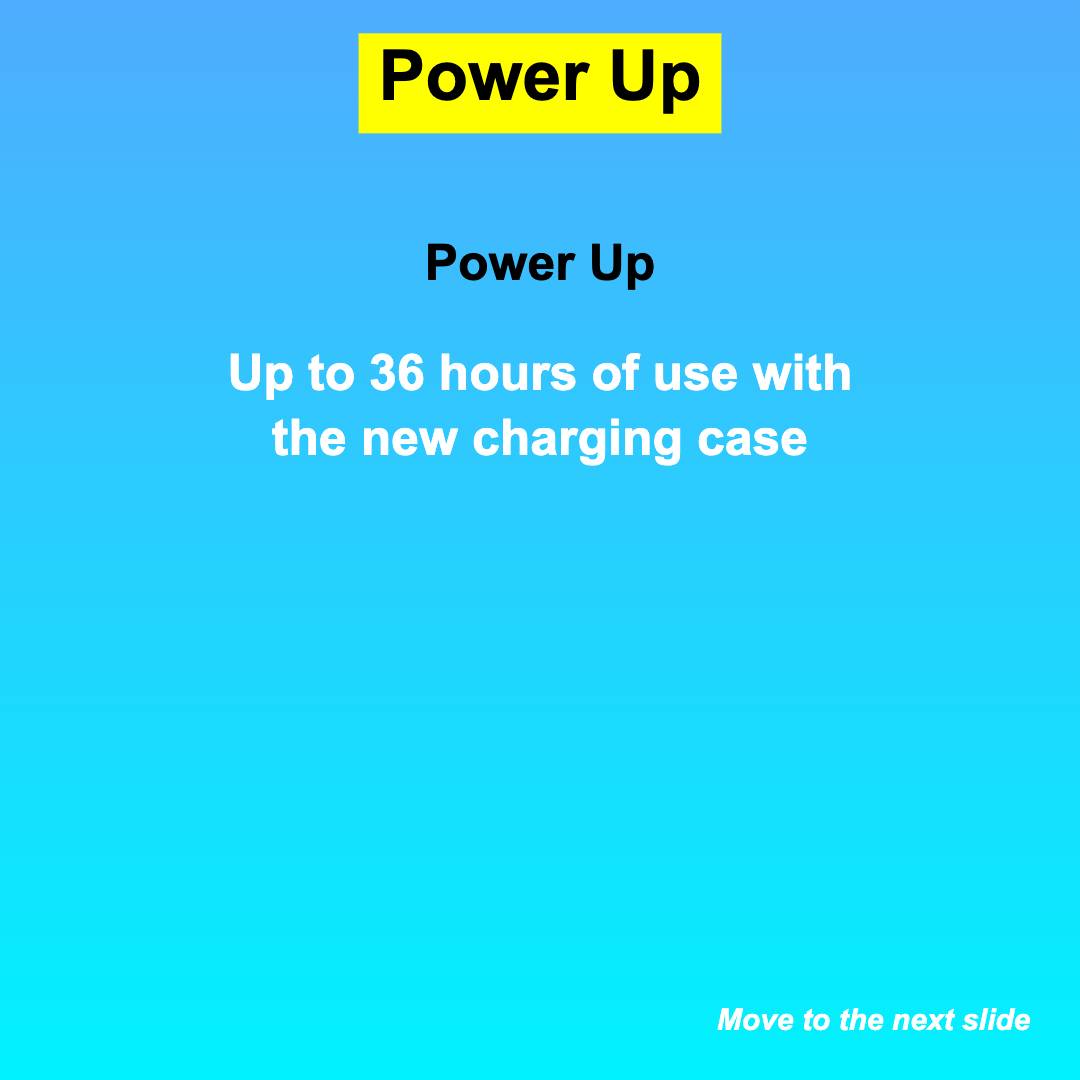 Power Up
Power Up
Up to 36 hours of use with
the new charging case
Move to the next slide